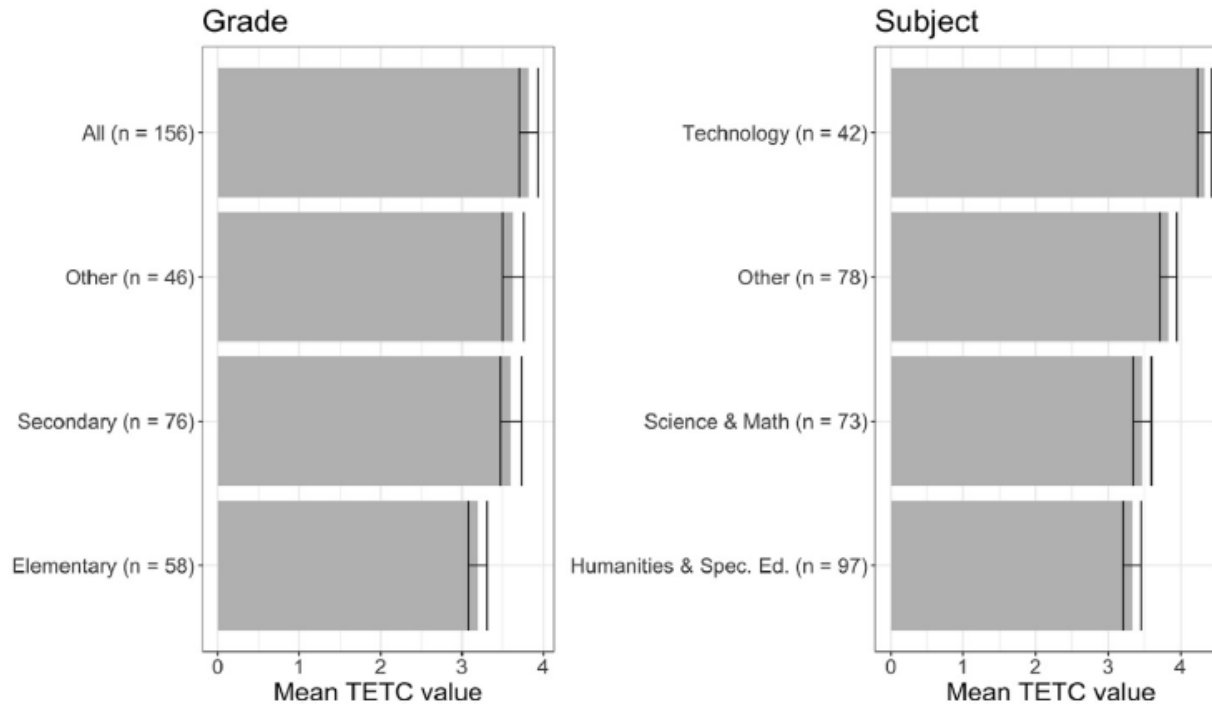 Grade
All (n = 156)
Other (n = 46)
Secondary (n = 76)
Elementary (n = 58)
0 1 2 3 4
Mean TETC value
Subject
Technology (n = 42)
Other (n = 78)
Science & Math (n = 73)
Humanities & Spec. Ed. (n = 97)
0 1 2 3 4
Mean TETC value